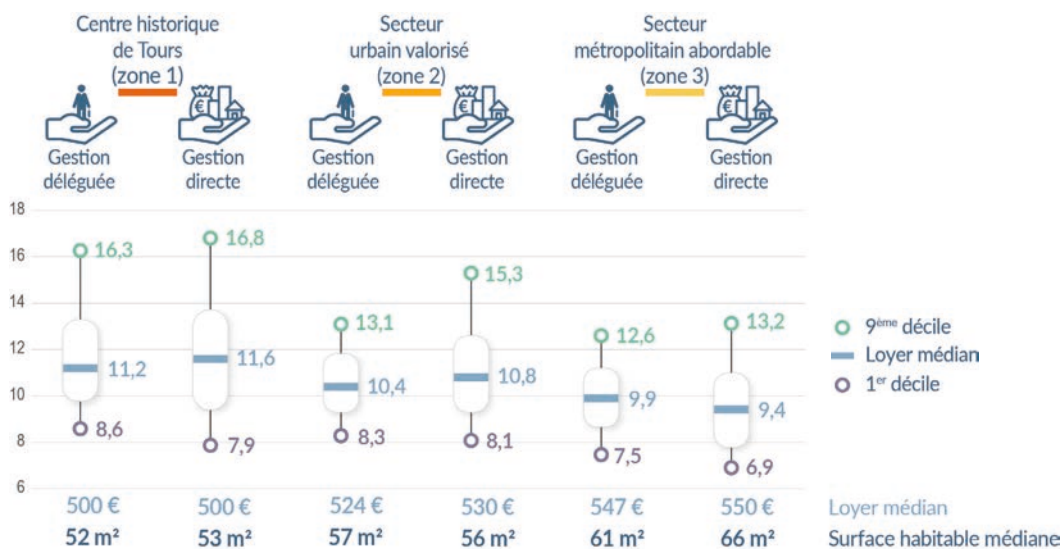 Centre historique
de Tours
(zone 1)
Secteur
urbain valorisé
(zone 2)
Secteur
métropolitain abordable
(zone 3)
€
€
€
Gestion
déléguée
Gestion
directe
Gestion
déléguée
Gestion
directe
Gestion
déléguée
Gestion
directe
18
16
14
12
10
8
6
16,3
11,2
8,6
16,8
11,6
7,9
13,1
10,4
8,3
15,3
10,8
8,1
12,6
9,9
7,5
13,2
9,4
6,9
9ème décile
Loyer médian
1er décile
500 € 500 € 524 € 530 € 547 € 550 € Loyer médian
52 m² 53 m² 57 m² 56 m² 61 m² 66 m² Surface habitable médiane